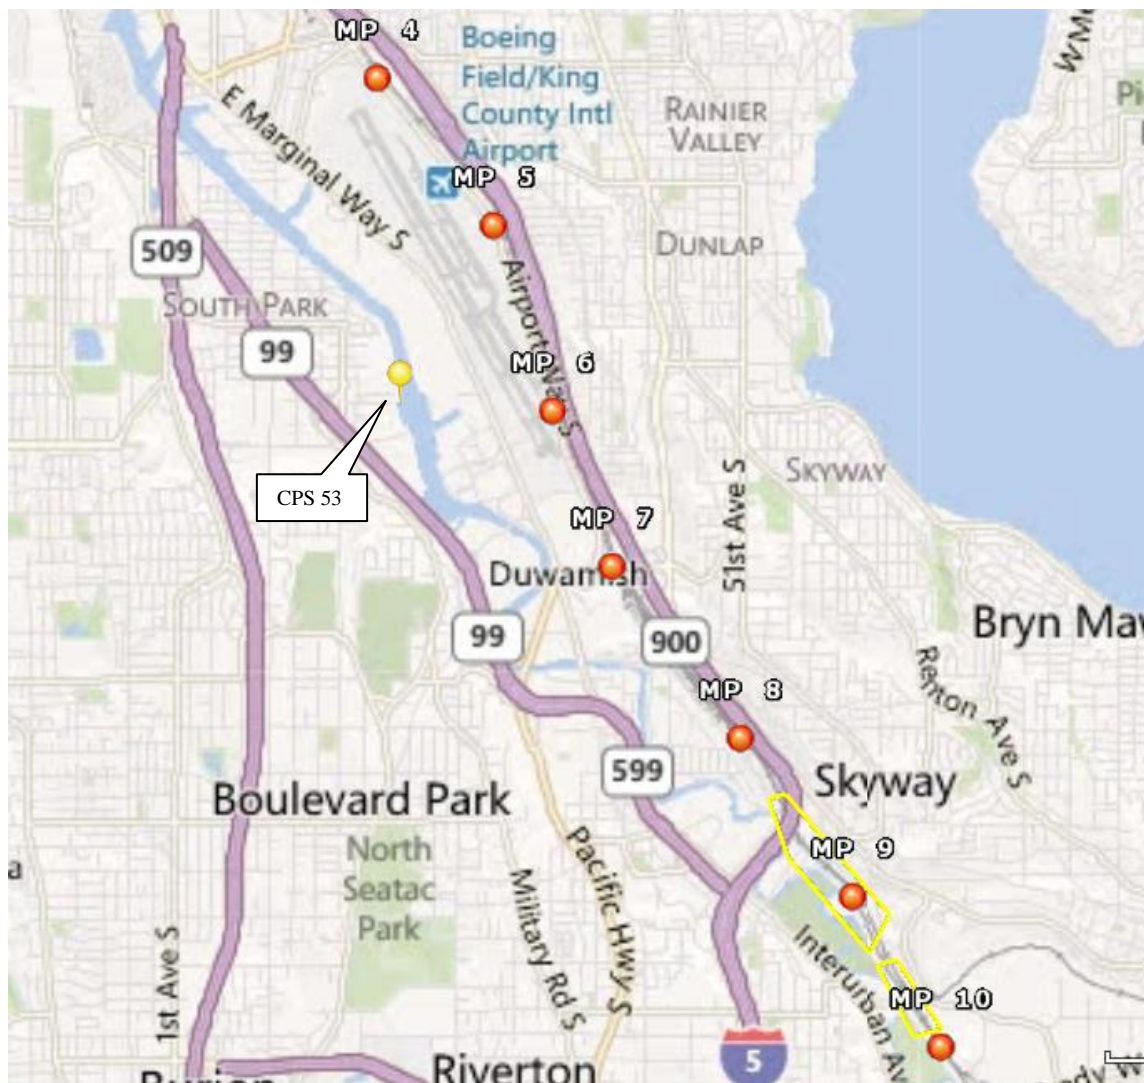 MP 4
Boeing
Field/King
County Intl
Airport
E Marginal Way S
RAINIER
VALLEY
MP 5
509
DUNLAP
SOUTH PARK
Airport Way S
99
MP 6
CPS 53
SKYWAY
51st Ave S
MP 7
Duwamish
99
900
Bryn Maw
Renton Ave S
MP 8
599
Skyway
Boulevard Park
North
Seatac
Park
Pacific Hwy S
Military Rd S
MP 9
1st Ave S
Interurban Av
MP 10
5
Riverton
Burien